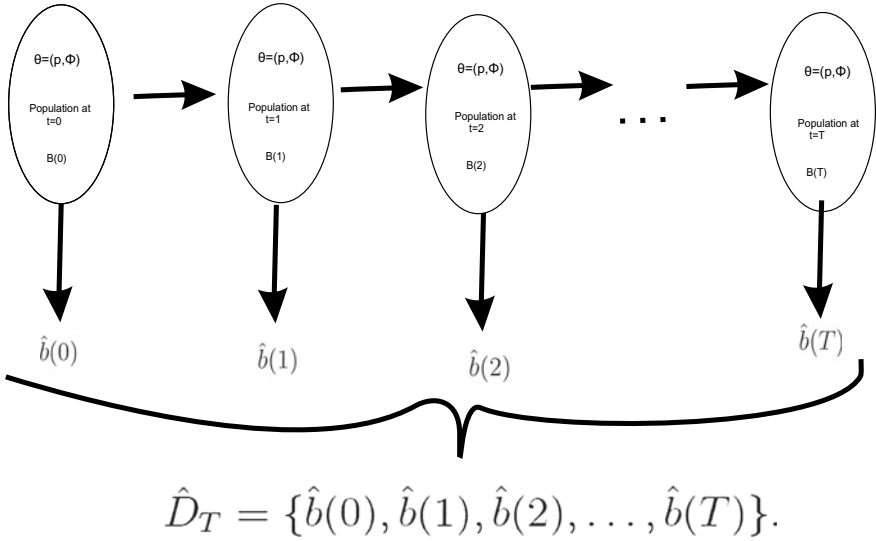 θ=(p,Φ)
Population at
t=0
B(0)
θ=(p,Φ)
Population at
t=1
B(1)
θ=(p,Φ)
Population at
t=2
B(2)
. . .
θ=(p,Φ)
Population at
t=T
B(T)
b̂(0)
b̂(1)
b̂(2)
b̂(T)
D̂_T = {b̂(0), b̂(1), b̂(2), . . . , b̂(T)}.